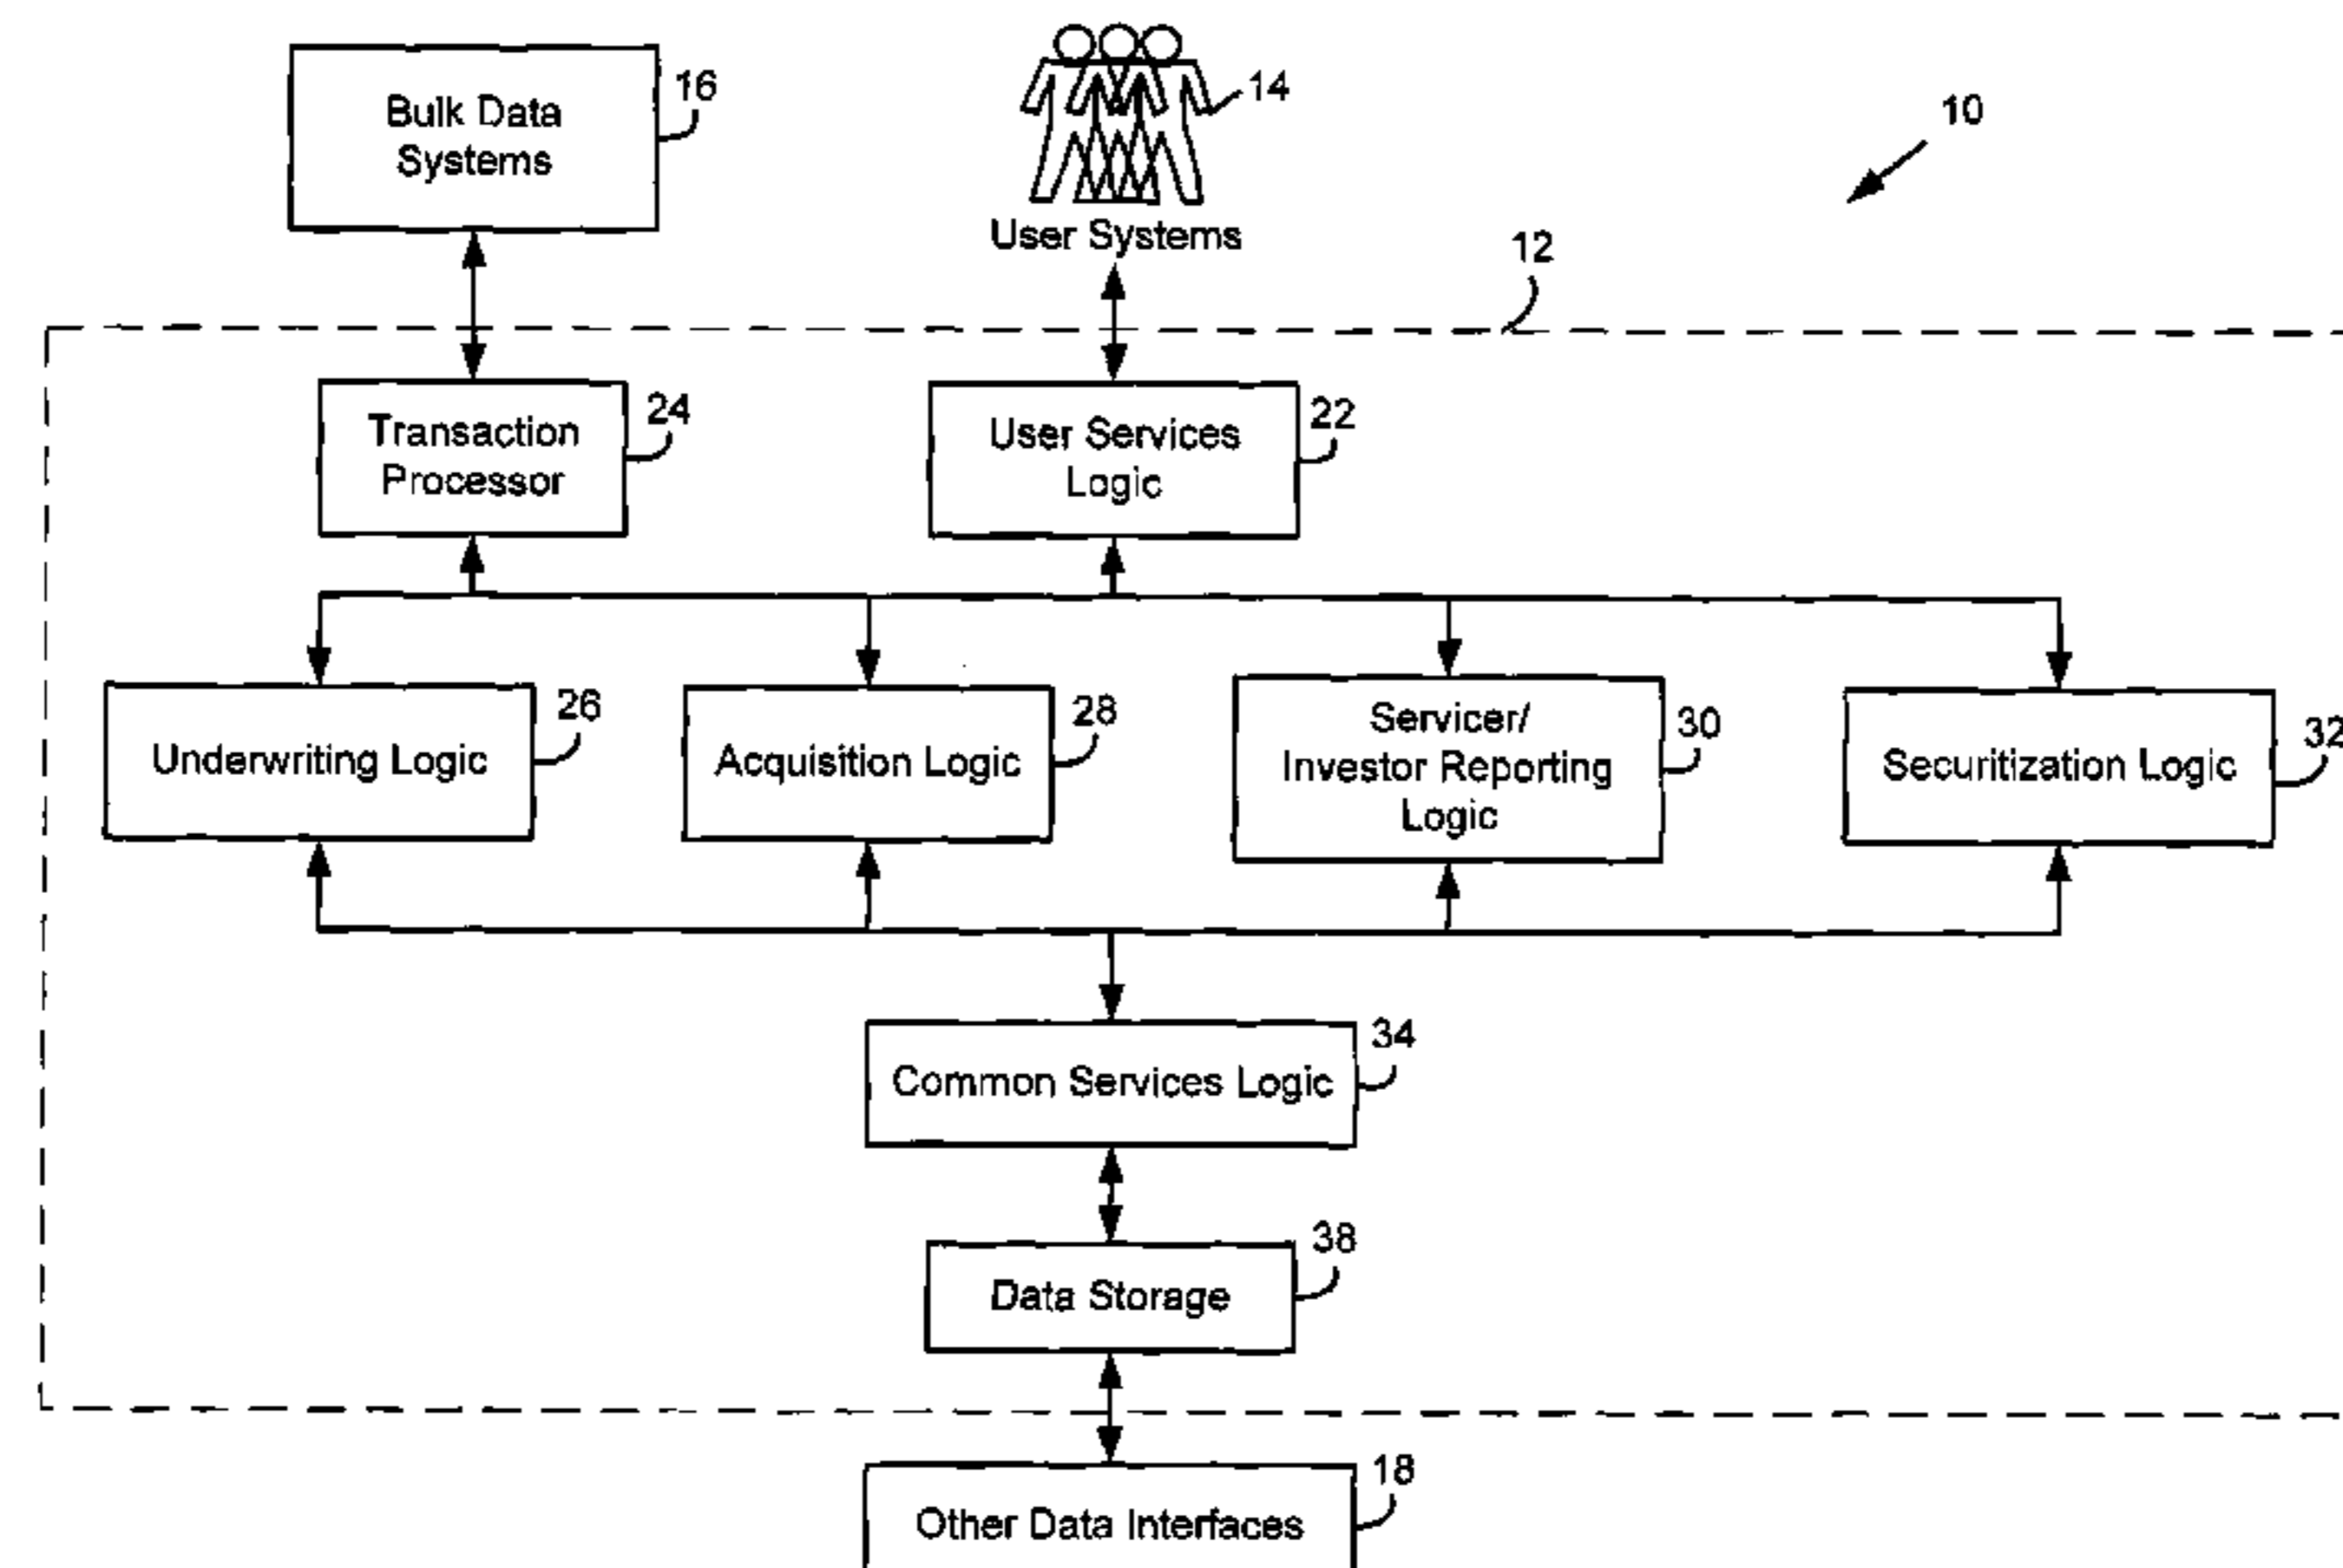 Bulk Data
Systems
16
14
10
User Systems
12
Transaction
Processor
24
User Services
Logic
22
Underwriting Logic
26
Acquisition Logic
28
Servicer/
Investor Reporting
Logic
30
Securitization Logic
32
Common Services Logic
34
Data Storage
38
Other Data Interfaces
18